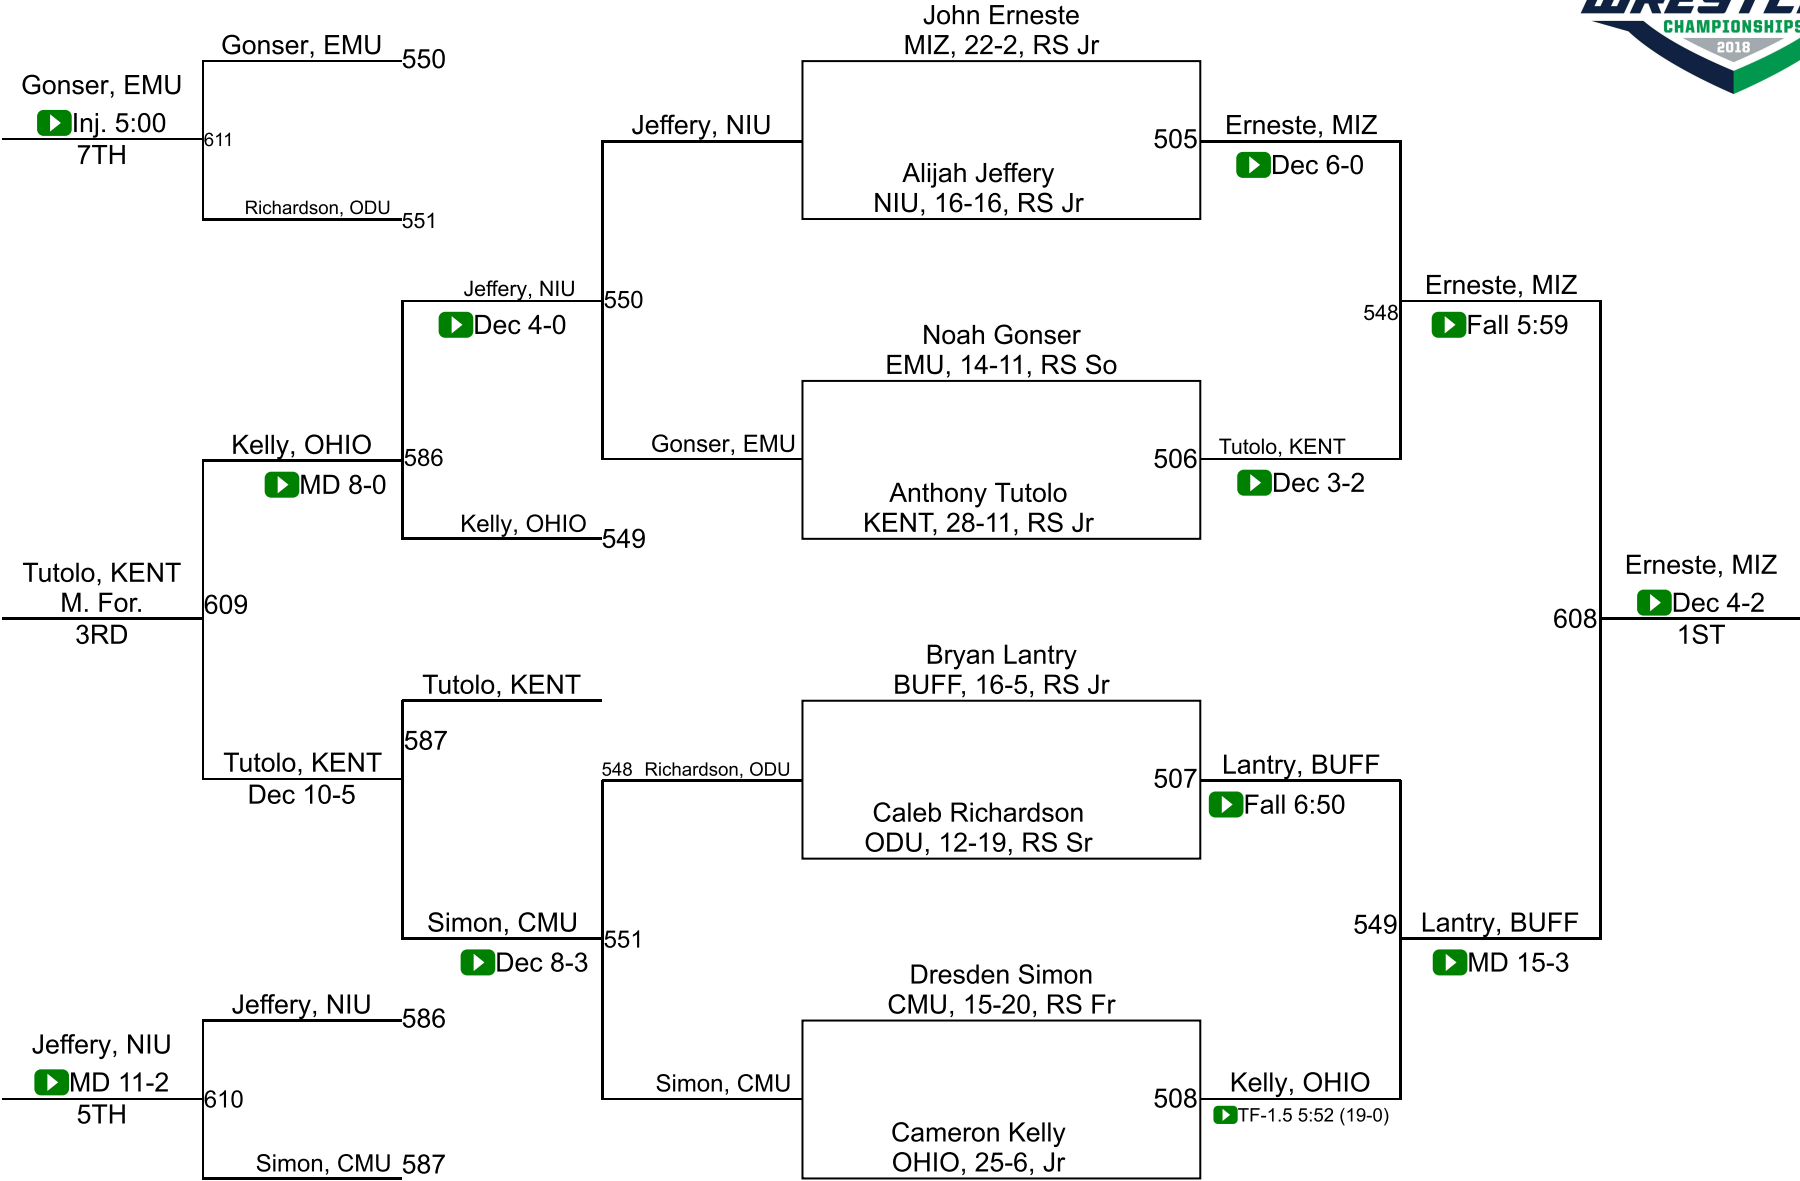 WRESTL
CHAMPIONSHIPS
2018
Gonser, EMU
550
Gonser, EMU
Inj. 5:00
611
7TH
Richardson, ODU
551
John Erneste
MIZ, 22-2, RS Jr
Jeffery, NIU
505
Erneste, MIZ
Dec 6-0
Alijah Jeffery
NIU, 16-16, RS Jr
Jeffery, NIU
550
Dec 4-0
548
Erneste, MIZ
Fall 5:59
Noah Gonser
EMU, 14-11, RS So
Kelly, OHIO
586
MD 8-0
Gonser, EMU
506
Tutolo, KENT
Dec 3-2
Anthony Tutolo
KENT, 28-11, RS Jr
Kelly, OHIO
549
Tutolo, KENT
M. For.
609
3RD
608
Erneste, MIZ
Dec 4-2
1ST
Tutolo, KENT
587
Tutolo, KENT
Dec 10-5
Bryan Lantry
BUFF, 16-5, RS Jr
548 Richardson, ODU
507
Lantry, BUFF
Fall 6:50
Caleb Richardson
ODU, 12-19, RS Sr
Simon, CMU
551
Dec 8-3
549
Lantry, BUFF
MD 15-3
Dresden Simon
CMU, 15-20, RS Fr
Jeffery, NIU
586
Jeffery, NIU
MD 11-2
610
5TH
Simon, CMU
508
Kelly, OHIO
TF-1.5 5:52 (19-0)
Cameron Kelly
OHIO, 25-6, Jr
Simon, CMU 587